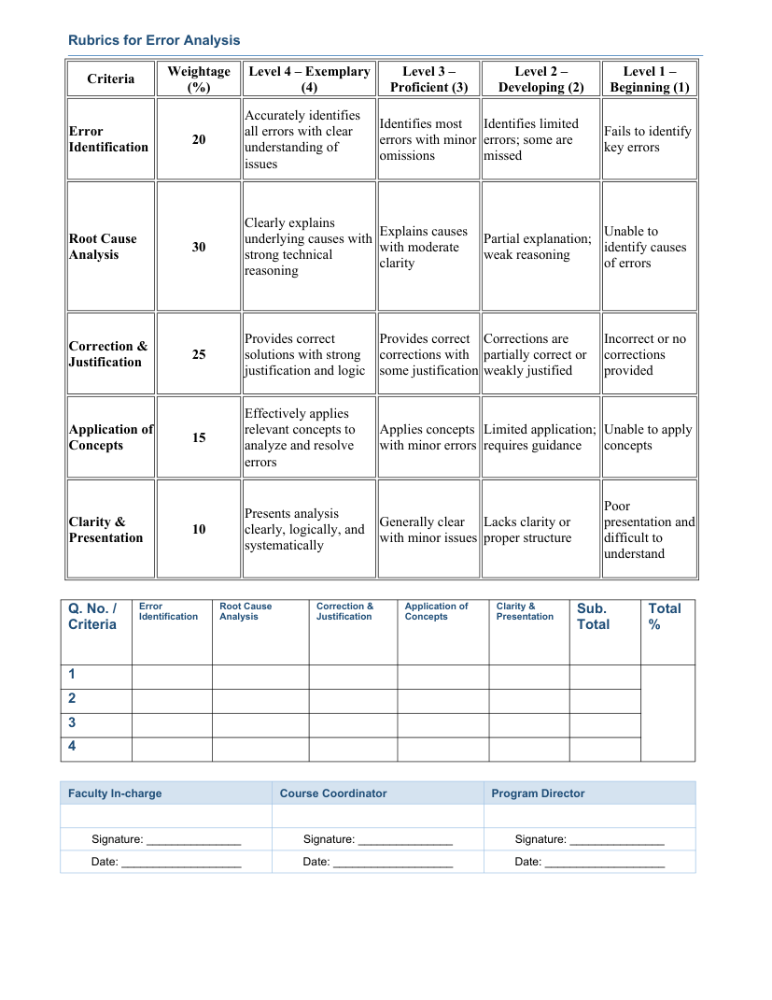 Rubrics for Error Analysis
Criteria
Weightage
(%)
Level 4 – Exemplary
(4)
Level 3 –
Proficient (3)
Level 2 –
Developing (2)
Level 1 –
Beginning (1)
Error
Identification
20
Accurately identifies
all errors with clear
understanding of
issues
Identifies most
errors with minor
omissions
Identifies limited
errors; some are
missed
Fails to identify
key errors
Root Cause
Analysis
30
Clearly explains
underlying causes with
strong technical
reasoning
Explains causes
with moderate
clarity
Partial explanation;
weak reasoning
Unable to
identify causes
of errors
Correction &
Justification
25
Provides correct
solutions with strong
justification and logic
Provides correct
corrections with
some justification
Corrections are
partially correct or
weakly justified
Incorrect or no
corrections
provided
Application of
Concepts
15
Effectively applies
relevant concepts to
analyze and resolve
errors
Applies concepts
with minor errors
Limited application;
requires guidance
Unable to apply
concepts
Clarity &
Presentation
10
Presents analysis
clearly, logically, and
systematically
Generally clear
with minor issues
Lacks clarity or
proper structure
Poor
presentation and
difficult to
understand
Q. No. /
Criteria
Error
Identification
Root Cause
Analysis
Correction &
Justification
Application of
Concepts
Clarity &
Presentation
Sub.
Total
Total
%
1
2
3
4
Faculty In-charge
Course Coordinator
Program Director
Signature: _______________
Signature: _______________
Signature: _______________
Date: ___________________
Date: ___________________
Date: ___________________